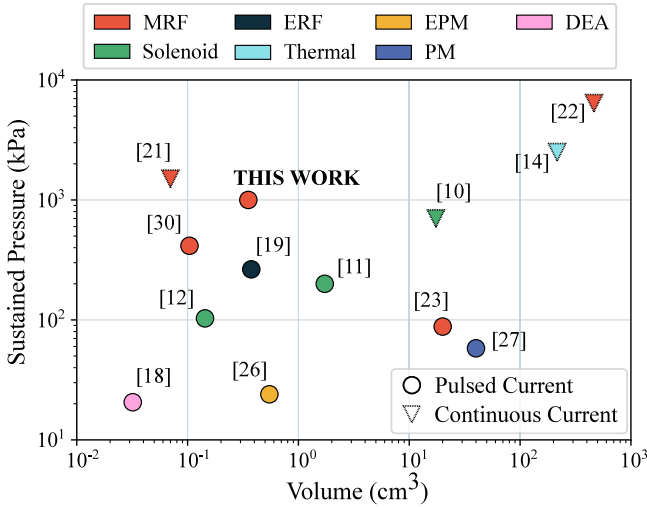 MRF ERF EPM DEA
Solenoid Thermal PM
Sustained Pressure (kPa)
10^4
10^3
10^2
10^1
[22]
[21]
[14]
THIS WORK
[10]
[30]
[19]
[11]
[12]
[23]
[27]
[18]
[26]
Pulsed Current
Continuous Current
10^-2 10^-1 10^0 10^1 10^2 10^3
Volume (cm^3)